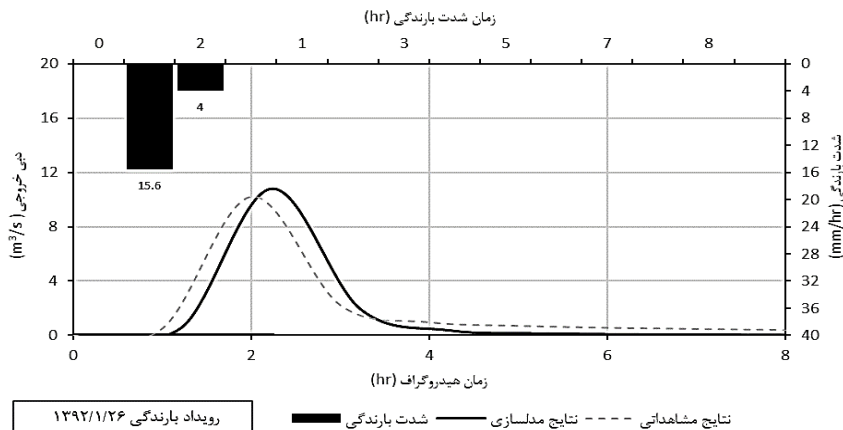 زمان شدت بارندگی (hr)
0 2 1 3 5 7 8
20 16 12 8 4 0
دبی خروجی (m³/s)
0 4 8 12 16 20 24 28 32 36 40
شدت بارندگی (mm/hr)
15.6
4
0 2 4 6 8
زمان هیدروگراف (hr)
نتایج مشاهداتی
نتایج مدلسازی
شدت بارندگی
رویداد بارندگی ۱۳۹۲/۱/۲۶